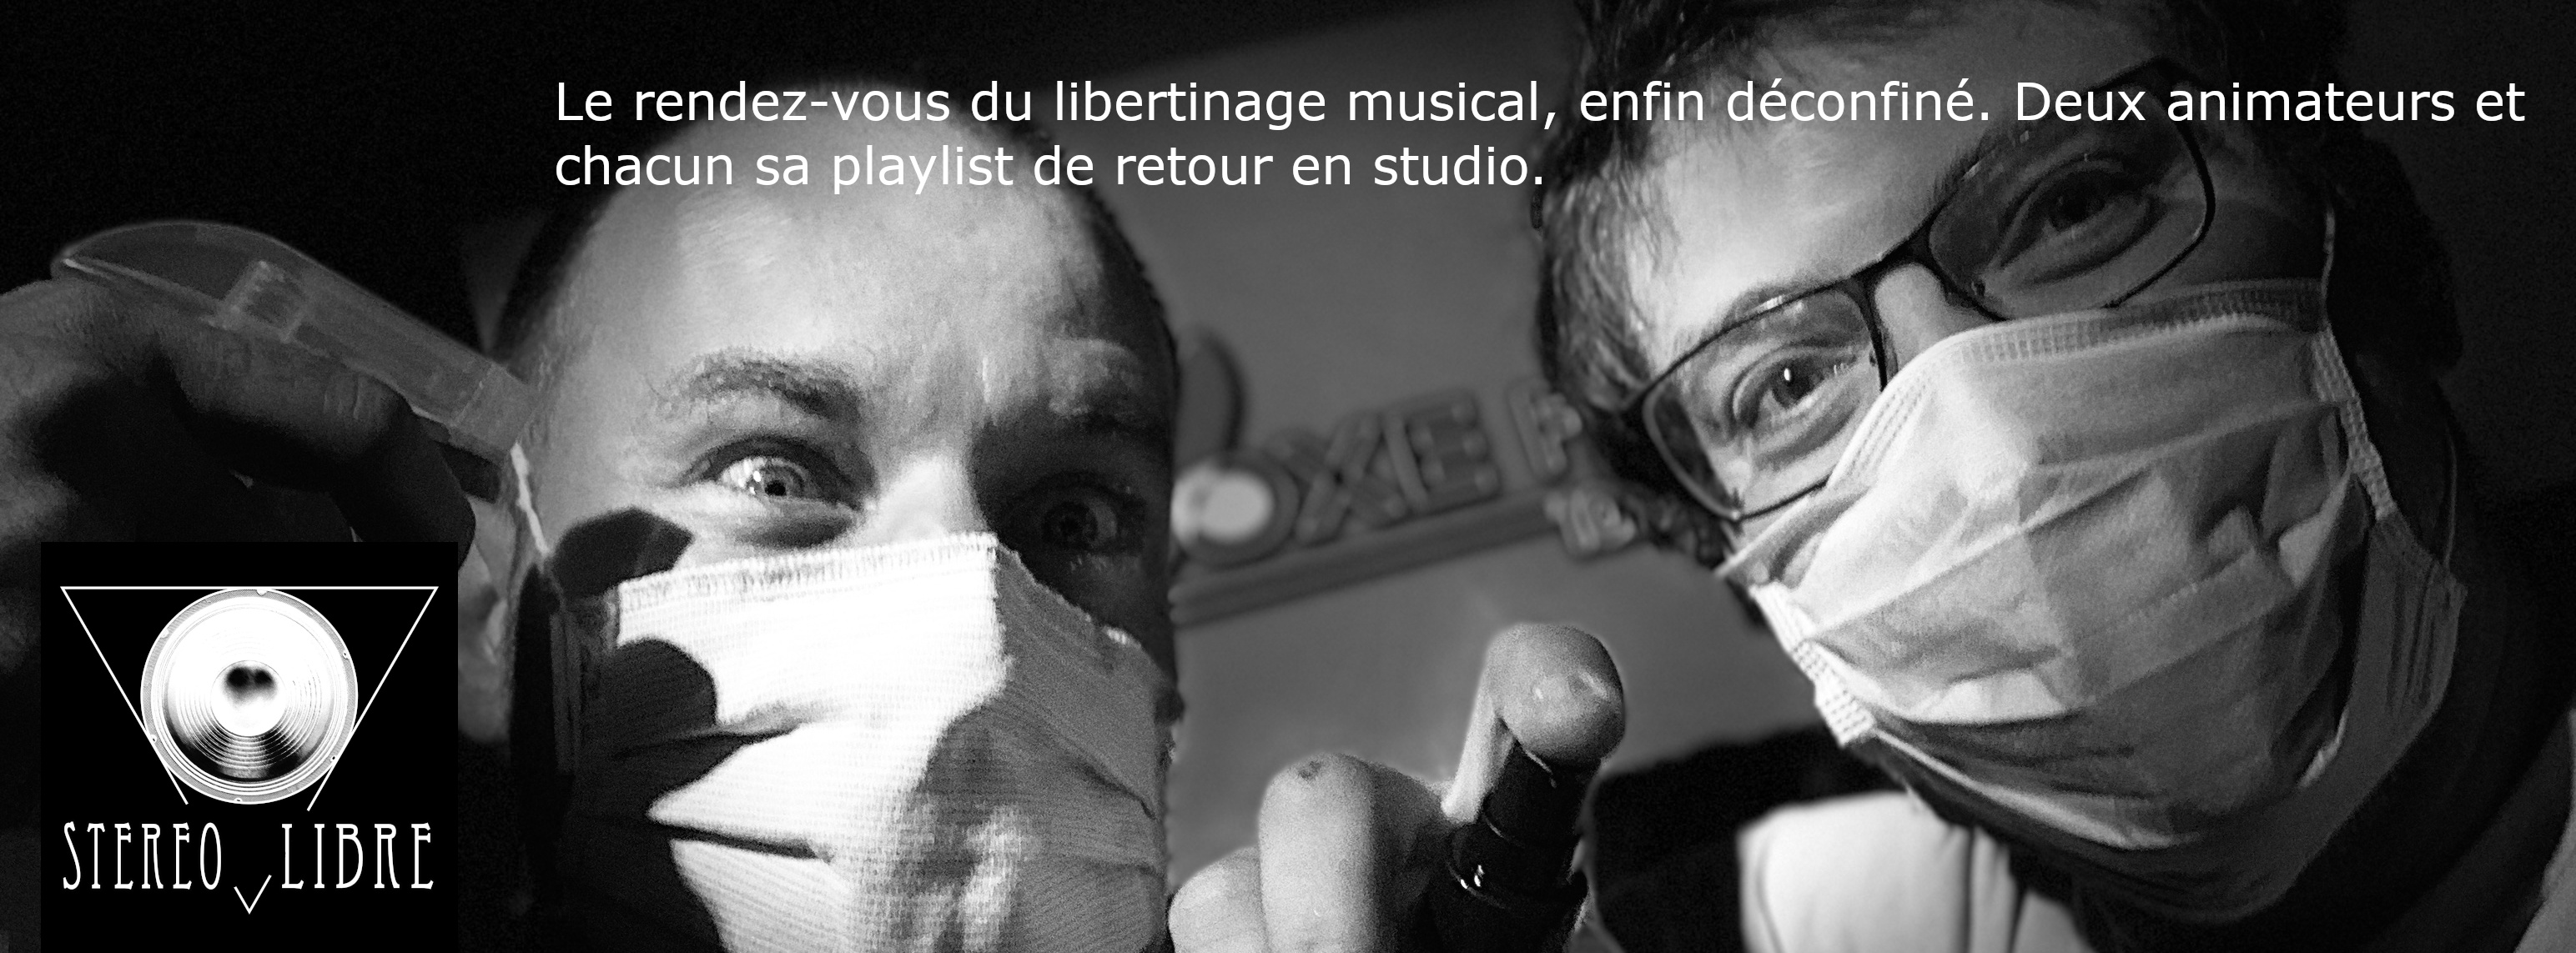 Le rendez-vous du libertinage musical, enfin déconfiné. Deux animateurs et
chacun sa playlist de retour en studio.
OXE
STEREO LIBRE